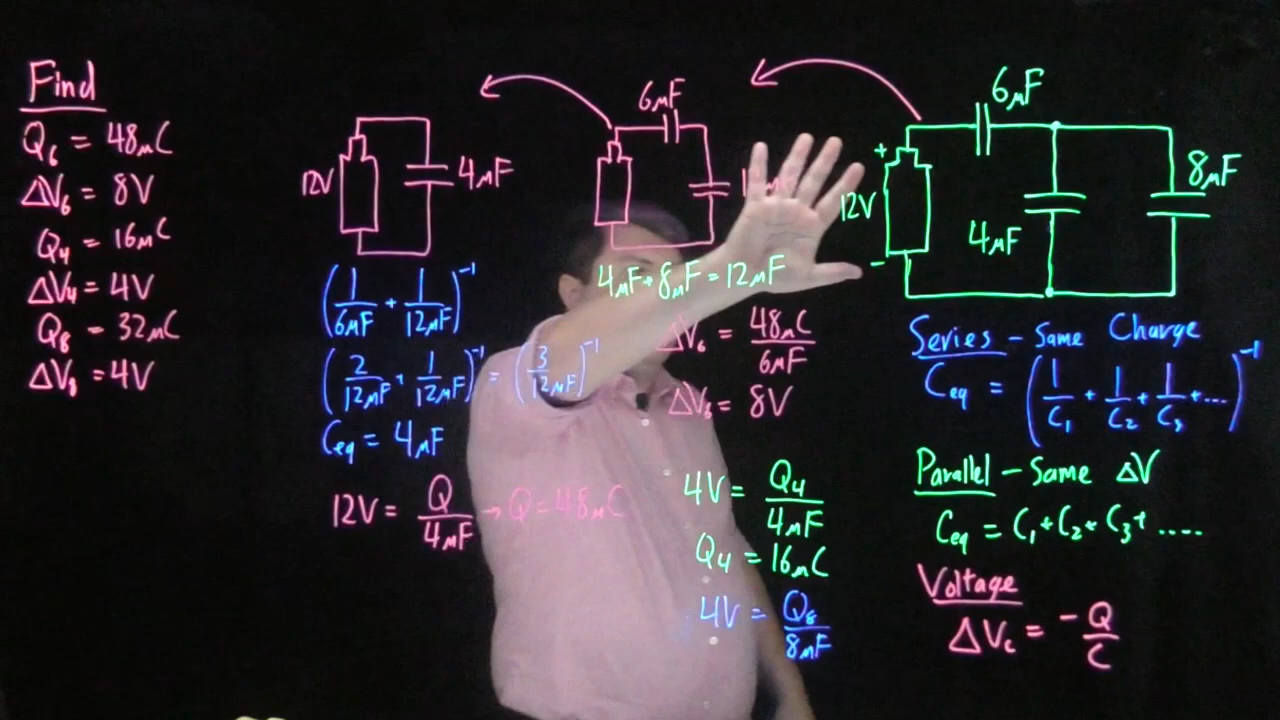 Find
Q₆ = 48μC
ΔV₆ = 8V
Q₄ = 16μC
ΔV₄ = 4V
Q₈ = 32μC
ΔV₈ = 4V
12V
4μF
(1/6μF + 1/12μF)⁻¹
(2/12μF + 1/12μF)⁻¹ = (3/12μF)⁻¹
Ceq = 4μF
12V = Q/4μF → Q = 48μC
6μF
4μF + 8μF = 12μF
ΔV₆ = 48μC/6μF
ΔV₆ = 8V
4V = Q₄/4μF
Q₄ = 16μC
4V = Q₈/8μF
6μF
12V
+
-
4μF
8μF
Series - Same Charge
Ceq = (1/C₁ + 1/C₂ + 1/C₃ + ...)⁻¹
Parallel - Same ΔV
Ceq = C₁ + C₂ + C₃ + ....
Voltage
ΔVc = -Q/C